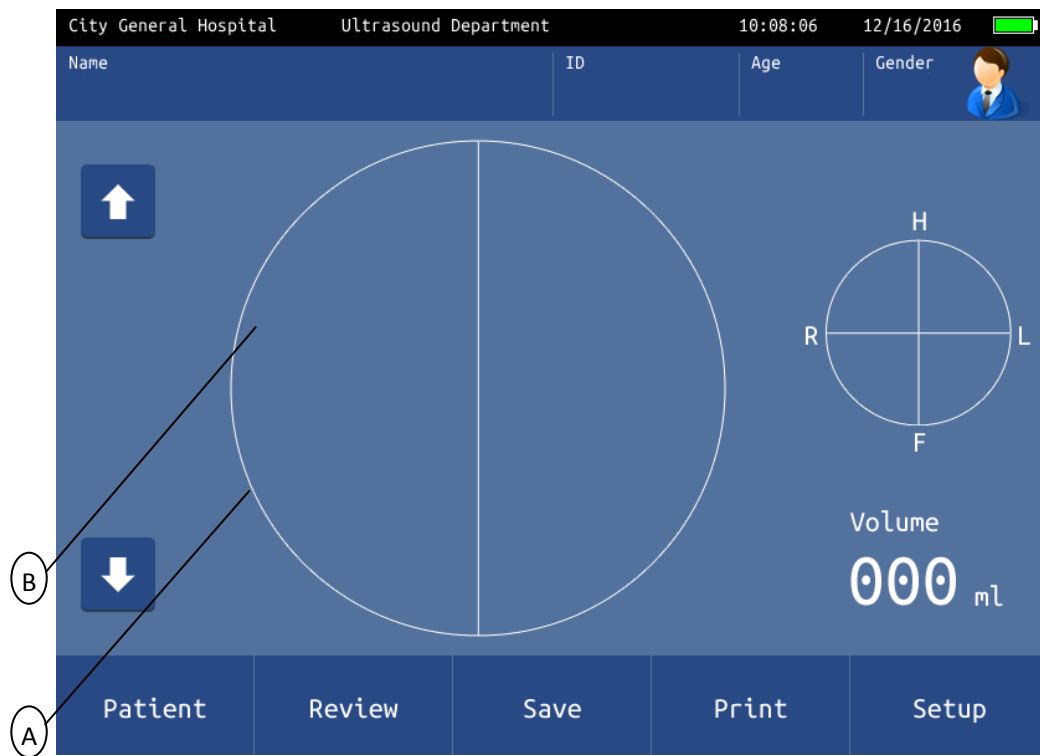 City General Hospital Ultrasound Department 10:08:06 12/16/2016
Name ID Age Gender
H
R L
F
Volume
000 ml
B
Patient Review Save Print Setup
A